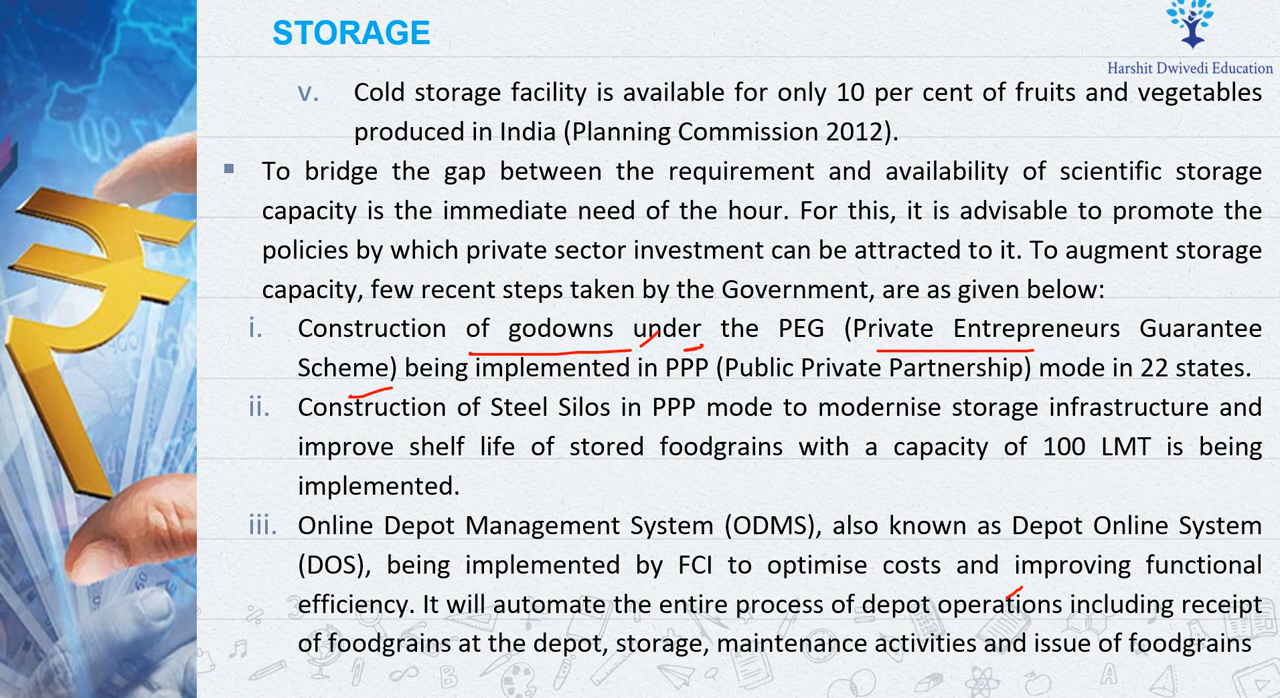 STORAGE
Harshit Dwivedi Education
v. Cold storage facility is available for only 10 per cent of fruits and vegetables
produced in India (Planning Commission 2012).
▪ To bridge the gap between the requirement and availability of scientific storage
capacity is the immediate need of the hour. For this, it is advisable to promote the
policies by which private sector investment can be attracted to it. To augment storage
capacity, few recent steps taken by the Government, are as given below:
i. Construction of godowns under the PEG (Private Entrepreneurs Guarantee
Scheme) being implemented in PPP (Public Private Partnership) mode in 22 states.
ii. Construction of Steel Silos in PPP mode to modernise storage infrastructure and
improve shelf life of stored foodgrains with a capacity of 100 LMT is being
implemented.
iii. Online Depot Management System (ODMS), also known as Depot Online System
(DOS), being implemented by FCI to optimise costs and improving functional
efficiency. It will automate the entire process of depot operations including receipt
of foodgrains at the depot, storage, maintenance activities and issue of foodgrains